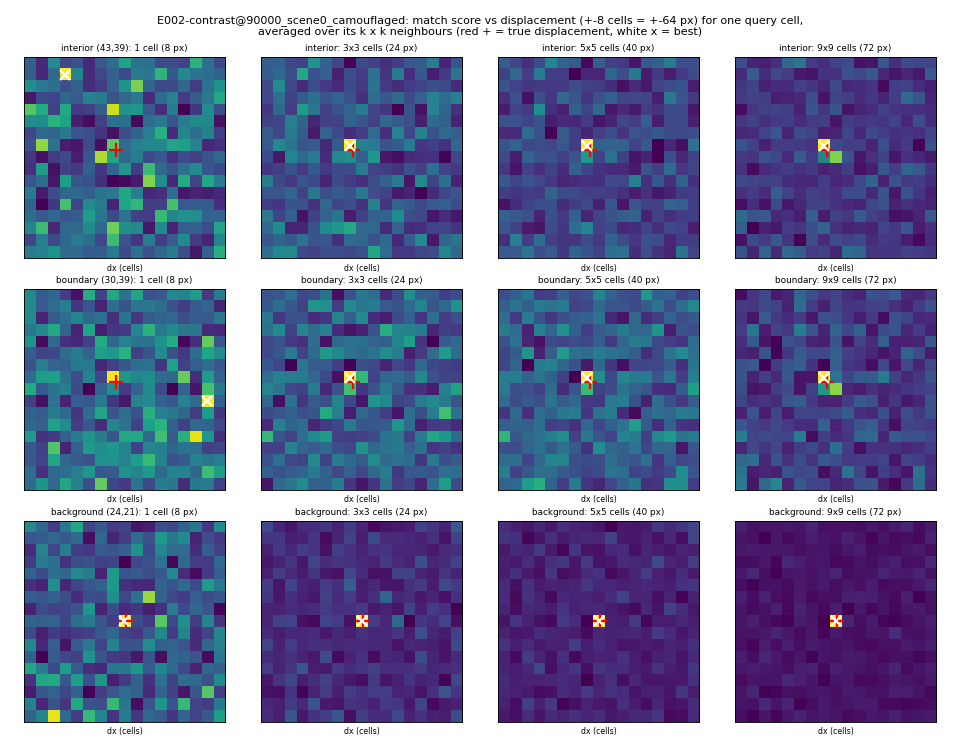 E002-contrast@90000_scene0_camouflaged: match score vs displacement (+-8 cells = +-64 px) for one query cell,
averaged over its k x k neighbours (red + = true displacement, white x = best)
interior (43,39): 1 cell (8 px)
interior: 3x3 cells (24 px)
interior: 5x5 cells (40 px)
interior: 9x9 cells (72 px)
dx (cells)
dx (cells)
dx (cells)
dx (cells)
boundary (30,39): 1 cell (8 px)
boundary: 3x3 cells (24 px)
boundary: 5x5 cells (40 px)
boundary: 9x9 cells (72 px)
dx (cells)
dx (cells)
dx (cells)
dx (cells)
background (24,21): 1 cell (8 px)
background: 3x3 cells (24 px)
background: 5x5 cells (40 px)
background: 9x9 cells (72 px)
dx (cells)
dx (cells)
dx (cells)
dx (cells)